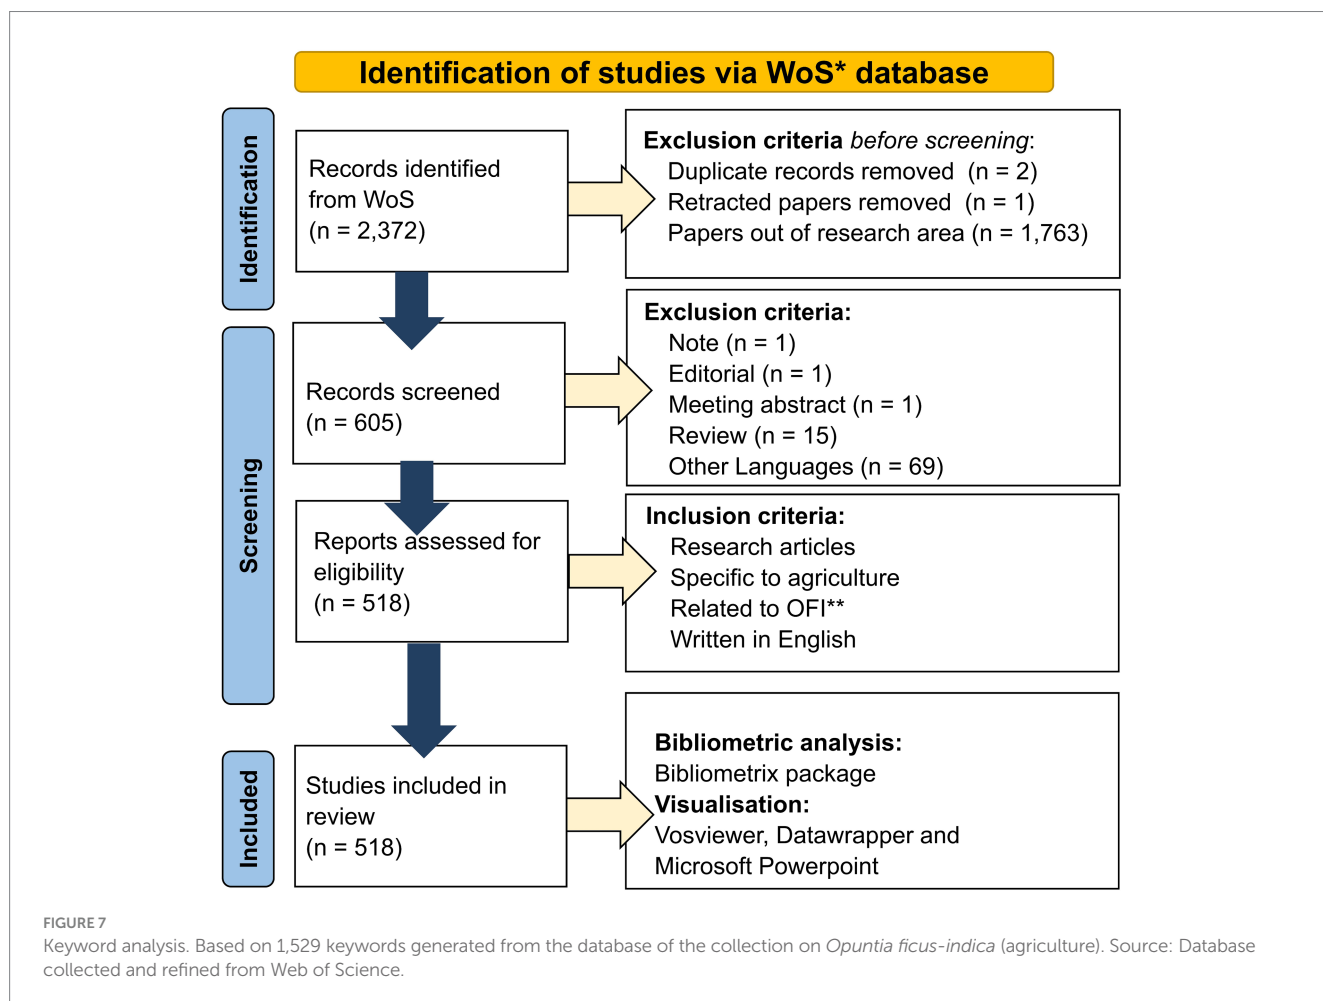 Identification of studies via WoS* database
Identification
Records identified
from WoS
(n = 2,372)
Exclusion criteria before screening:
Duplicate records removed  (n = 2)
Retracted papers removed  (n = 1)
Papers out of research area (n = 1,763)
Screening
Records screened
(n = 605)
Exclusion criteria:
Note (n = 1)
Editorial (n = 1)
Meeting abstract (n = 1)
Review (n = 15)
Other Languages (n = 69)
Reports assessed for
eligibility
(n = 518)
Inclusion criteria:
Research articles
Specific to agriculture
Related to OFI**
Written in English
Included
Studies included in
review
(n = 518)
Bibliometric analysis:
Bibliometrix package
Visualisation:
Vosviewer, Datawrapper and
Microsoft Powerpoint
FIGURE 7
Keyword analysis. Based on 1,529 keywords generated from the database of the collection on Opuntia ficus-indica (agriculture). Source: Database
collected and refined from Web of Science.